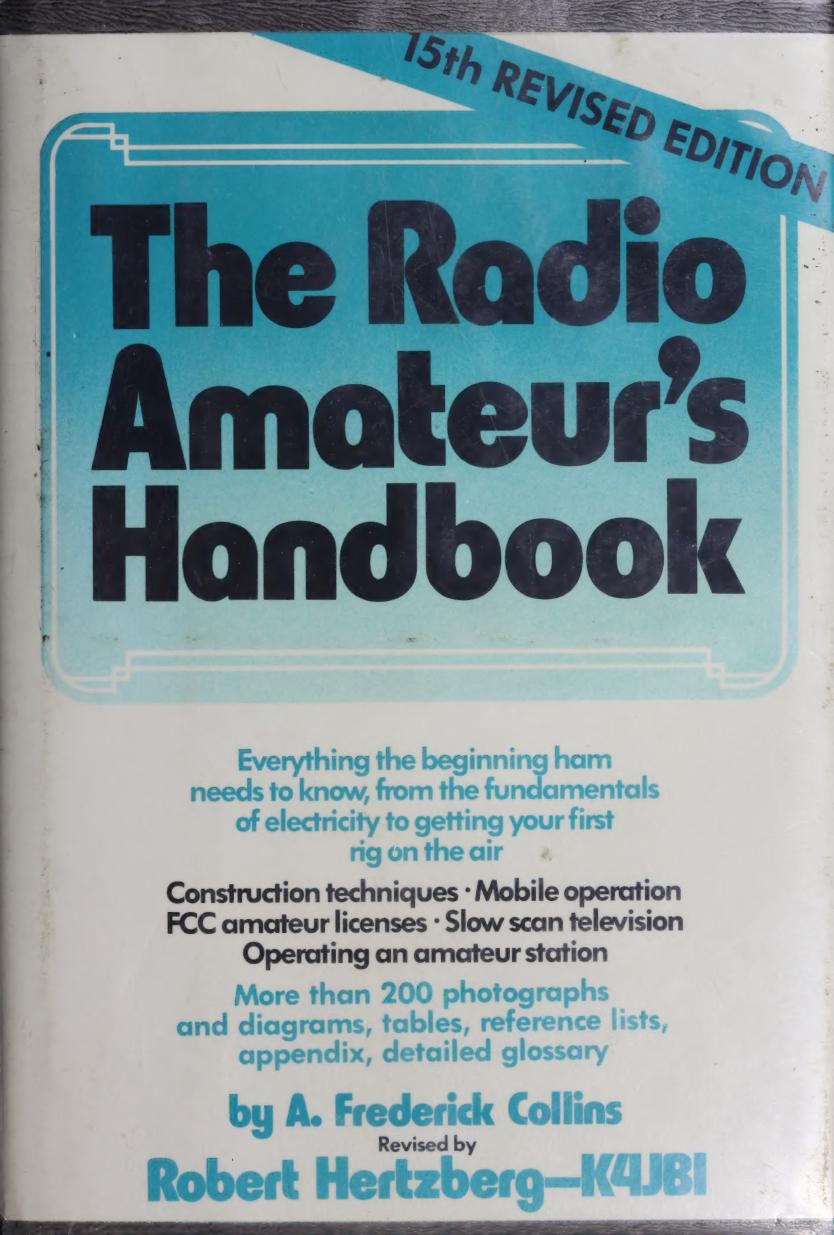 15th REVISED EDITION
The Radio
Amateur's
Handbook
Everything the beginning ham
needs to know, from the fundamentals
of electricity to getting your first
rig on the air
Construction techniques · Mobile operation
FCC amateur licenses · Slow scan television
Operating an amateur station
More than 200 photographs
and diagrams, tables, reference lists,
appendix, detailed glossary
by A. Frederick Collins
Revised by
Robert Hertzberg—K4JBI